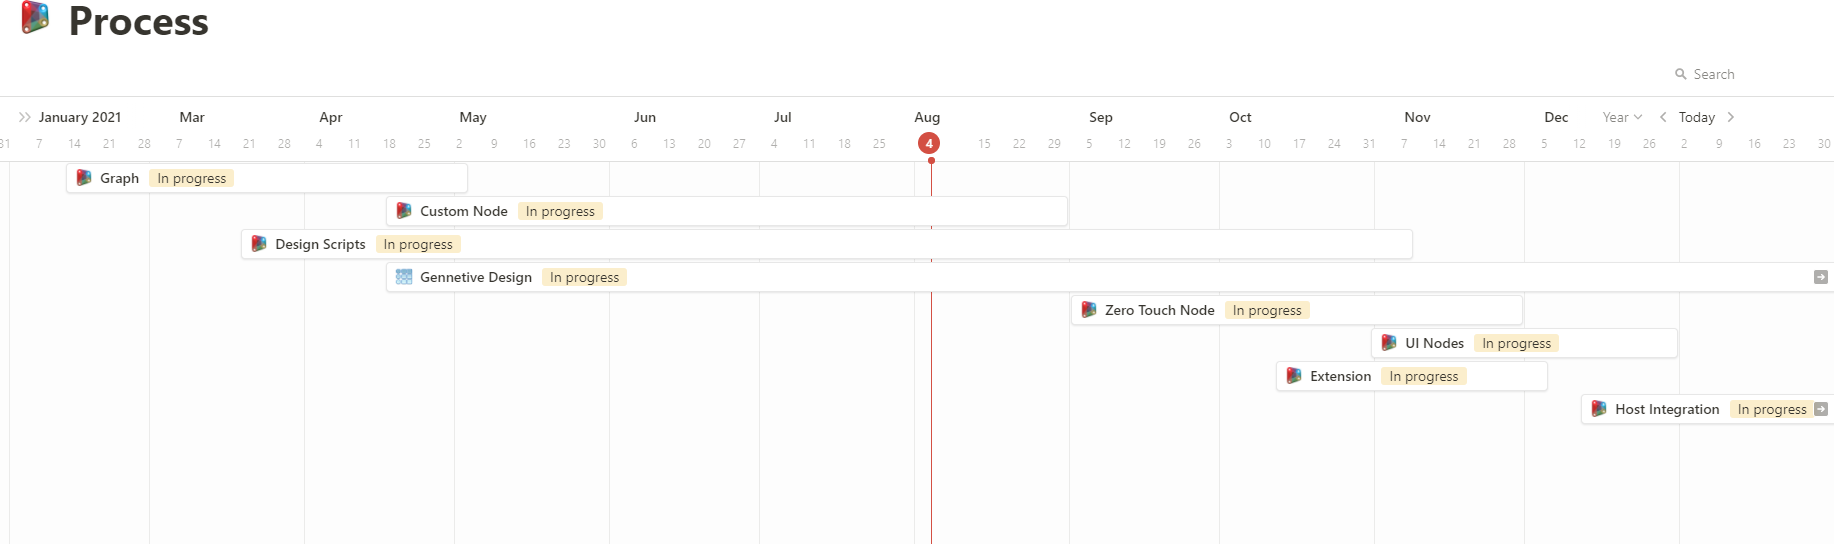 Process
Search
January 2021 Mar Apr May Jun Jul Aug Sep Oct Nov Dec Year Today
31 7 14 21 28 7 14 21 28 4 11 18 25 2 9 16 23 30 6 13 20 27 4 11 18 25 4 15 22 29 5 12 19 26 3 10 17 24 31 7 14 21 28 5 12 19 26 2 9 16 23 30
Graph In progress
Custom Node In progress
Design Scripts In progress
Gennetive Design In progress
Zero Touch Node In progress
UI Nodes In progress
Extension In progress
Host Integration In progress